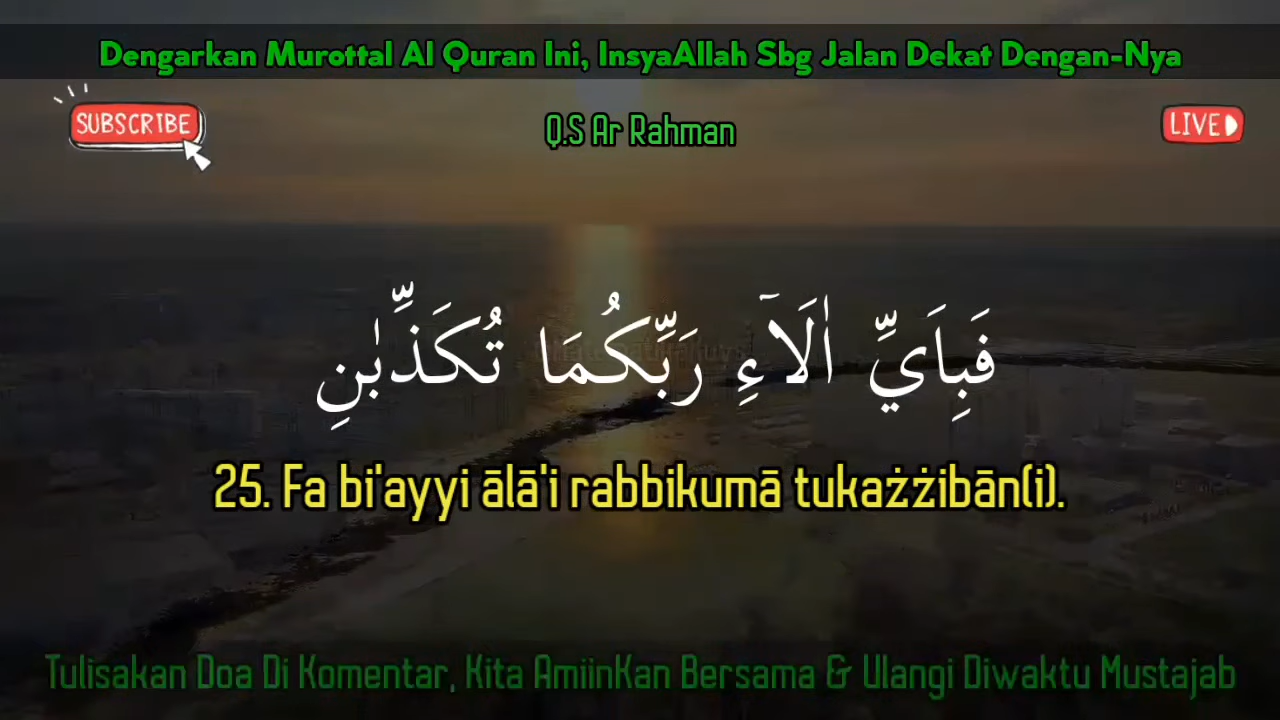 Dengarkan Murottal Al Quran Ini, InsyaAllah Sbg Jalan Dekat Dengan-Nya
SUBSCRIBE
Q.S Ar Rahman
LIVE
فَبِاَيِّ اٰلَاۤءِ رَبِّكُمَا تُكَذِّبٰنِ
25. Fa bi'ayyi ālā'i rabbikumā tukażżibān(i).
Tulisakan Doa Di Komentar, Kita AmiinKan Bersama & Ulangi Diwaktu Mustajab